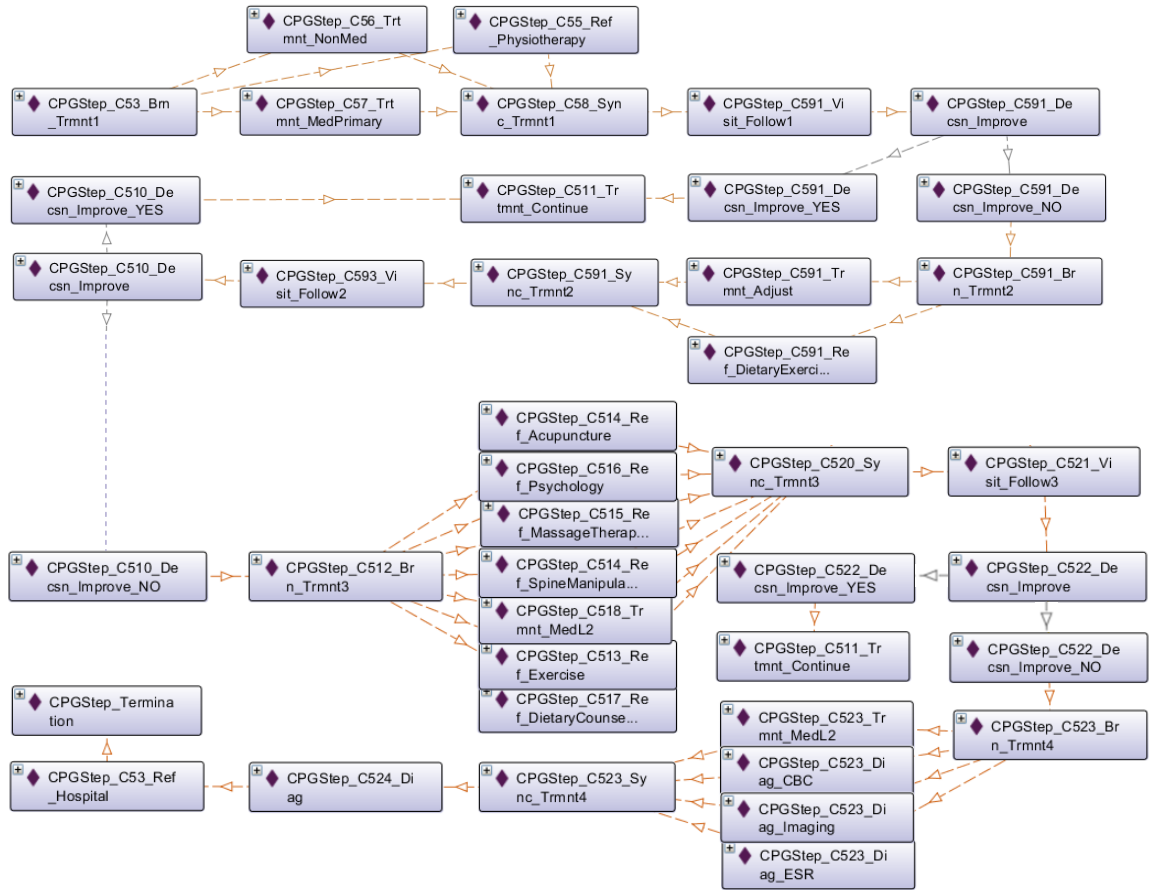 CPGStep_C56_Trt
mnt_NonMed
CPGStep_C55_Ref
_Physiotherapy
CPGStep_C53_Brn
_Trmnt1
CPGStep_C57_Trt
mnt_MedPrimary
CPGStep_C58_Syn
c_Trmnt1
CPGStep_C591_Vi
sit_Follow1
CPGStep_C591_De
csn_Improve
CPGStep_C510_De
csn_Improve_YES
CPGStep_C511_Tr
tmnt_Continue
CPGStep_C591_De
csn_Improve_YES
CPGStep_C591_De
csn_Improve_NO
CPGStep_C510_De
csn_Improve
CPGStep_C593_Vi
sit_Follow2
CPGStep_C591_Sy
nc_Trmnt2
CPGStep_C591_Tr
mnt_Adjust
CPGStep_C591_Br
n_Trmnt2
CPGStep_C591_Re
f_DietaryExerci...
CPGStep_C514_Re
f_Acupuncture
CPGStep_C516_Re
f_Psychology
CPGStep_C515_Re
f_MassageTherap...
CPGStep_C514_Re
f_SpineManipula...
CPGStep_C518_Tr
mnt_MedL2
CPGStep_C513_Re
f_Exercise
CPGStep_C517_Re
f_DietaryCounse...
CPGStep_C520_Sy
nc_Trmnt3
CPGStep_C521_Vi
sit_Follow3
CPGStep_C510_De
csn_Improve_NO
CPGStep_C512_Br
n_Trmnt3
CPGStep_C522_De
csn_Improve_YES
CPGStep_C522_De
csn_Improve
CPGStep_C511_Tr
tmnt_Continue
CPGStep_C522_De
csn_Improve_NO
CPGStep_Termina
tion
CPGStep_C523_Tr
mnt_MedL2
CPGStep_C523_Br
n_Trmnt4
CPGStep_C53_Ref
_Hospital
CPGStep_C524_Di
ag
CPGStep_C523_Sy
nc_Trmnt4
CPGStep_C523_Di
ag_CBC
CPGStep_C523_Di
ag_Imaging
CPGStep_C523_Di
ag_ESR